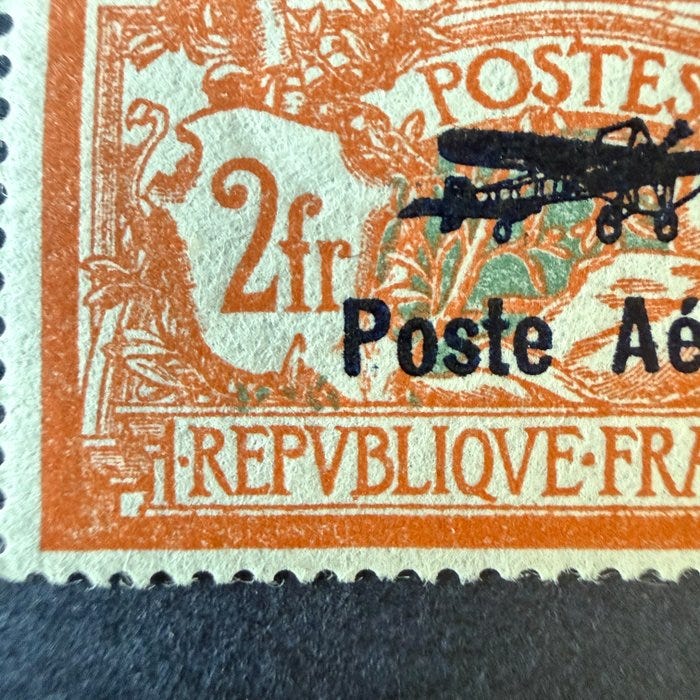 POSTES
2fr
Poste Aé
·REPVBLIQVE·FRA